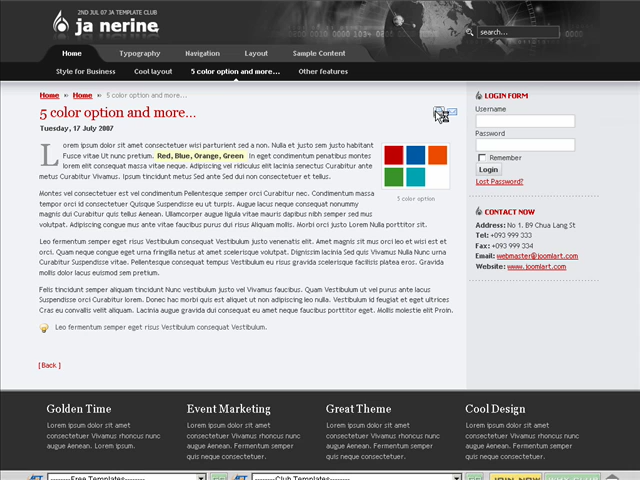 2ND JUL 07 JA TEMPLATE CLUB
ja nerine
search...
Home Typography Navigation Layout Sample Content
Style for Business Cool layout 5 color option and more... Other features
Home » Home » 5 color option and more...
5 color option and more...
Tuesday, 17 July 2007
Lorem ipsum dolor sit amet consectetuer wisi parturient sed a non. Nulla et justo sem justo habitant
Fusce vitae Ut nunc pretium. Red, Blue, Orange, Green In eget condimentum penatibus montes
lorem elit consequat massa vitae neque. Adipiscing vel ridiculus elit lacinia senectus Curabitur ante
metus Curabitur Vivamus. Ipsum tincidunt metus Sed ante Sed dui non consectetuer et tellus.
5 color option
Montes vel consectetuer est vel condimentum Pellentesque semper orci Curabitur nec. Condimentum massa
tempor orci id consectetuer Quisque Suspendisse eu ut turpis. Augue lacus neque consequat nonummy
magnis dui Curabitur quis tellus Aenean. Ullamcorper augue ligula vitae mauris dapibus nibh semper sed mus
volutpat. Adipiscing congue mus ante vitae faucibus purus dui risus Aliquam mollis. Morbi orci justo Lorem Nulla porttitor sit.
Leo fermentum semper eget risus Vestibulum consequat Vestibulum justo venenatis elit. Amet magnis sit mus orci leo et wisi est et
orci. Quam neque congue eget urna fringilla netus at amet scelerisque volutpat. Dignissim lacinia Sed quis Vivamus Nulla Nunc urna
Curabitur Suspendisse vitae. Pellentesque consequat tempus Vestibulum eu risus gravida scelerisque facilisis platea eros. Gravida
mollis dolor lacus euismod sem pretium.
Felis tincidunt semper aliquam tincidunt Nunc vestibulum justo vel Vivamus faucibus. Quam Vestibulum ut vel purus ante lacus
Suspendisse orci Curabitur lorem. Donec hac morbi quis est aliquet ut non adipiscing leo nulla. Vestibulum id feugiat et eget ultrices
Cras eu convallis velit aliquam. Lacinia augue gravida dui consequat eu amet neque faucibus porttitor eget. Mollis molestie elit Proin.
Leo fermentum semper eget risus Vestibulum consequat Vestibulum.
[ Back ]
LOGIN FORM
Username
Password
Remember
Login
Lost Password?
CONTACT NOW
Address: No 1. B9 Chua Lang St
Tel: +093 999 333
Fax: +093 999 334
Email: webmaster@joomlart.com
Website: www.joomlart.com
Golden Time
Lorem ipsum dolor sit amet
consectetuer Vivamus rhoncus nunc
augue Aenean. Lorem ipsum.
Event Marketing
Lorem ipsum dolor sit amet
consectetuer Vivamus rhoncus nunc
augue Aenean. Fermentum semper
wisi nibh.
Great Theme
Lorem ipsum dolor sit amet
consectetuer Vivamus rhoncus nunc
augue Aenean. Fermentum semper
wisi nibh.
Cool Design
Lorem ipsum dolor sit amet
consectetuer Vivamus rhoncus nunc
augue Aenean. Fermentum semper
wisi nibh.
--------Free Templates-------- --------Club Templates-------- JOIN NOW